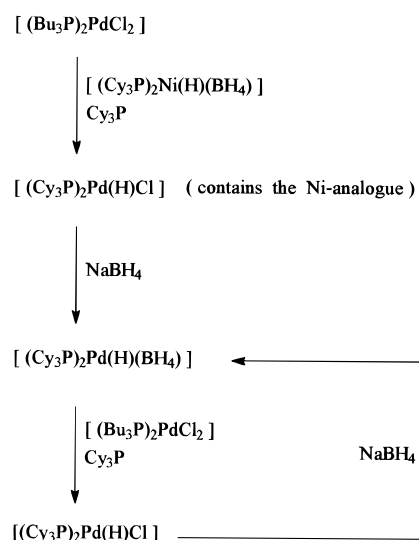 [ (Bu₃P)₂PdCl₂ ]
[ (Cy₃P)₂Ni(H)(BH₄) ]
Cy₃P
[ (Cy₃P)₂Pd(H)Cl ] ( contains the Ni-analogue )
NaBH₄
[ (Cy₃P)₂Pd(H)(BH₄) ]
[ (Bu₃P)₂PdCl₂ ]
Cy₃P
NaBH₄
[(Cy₃P)₂Pd(H)Cl ]